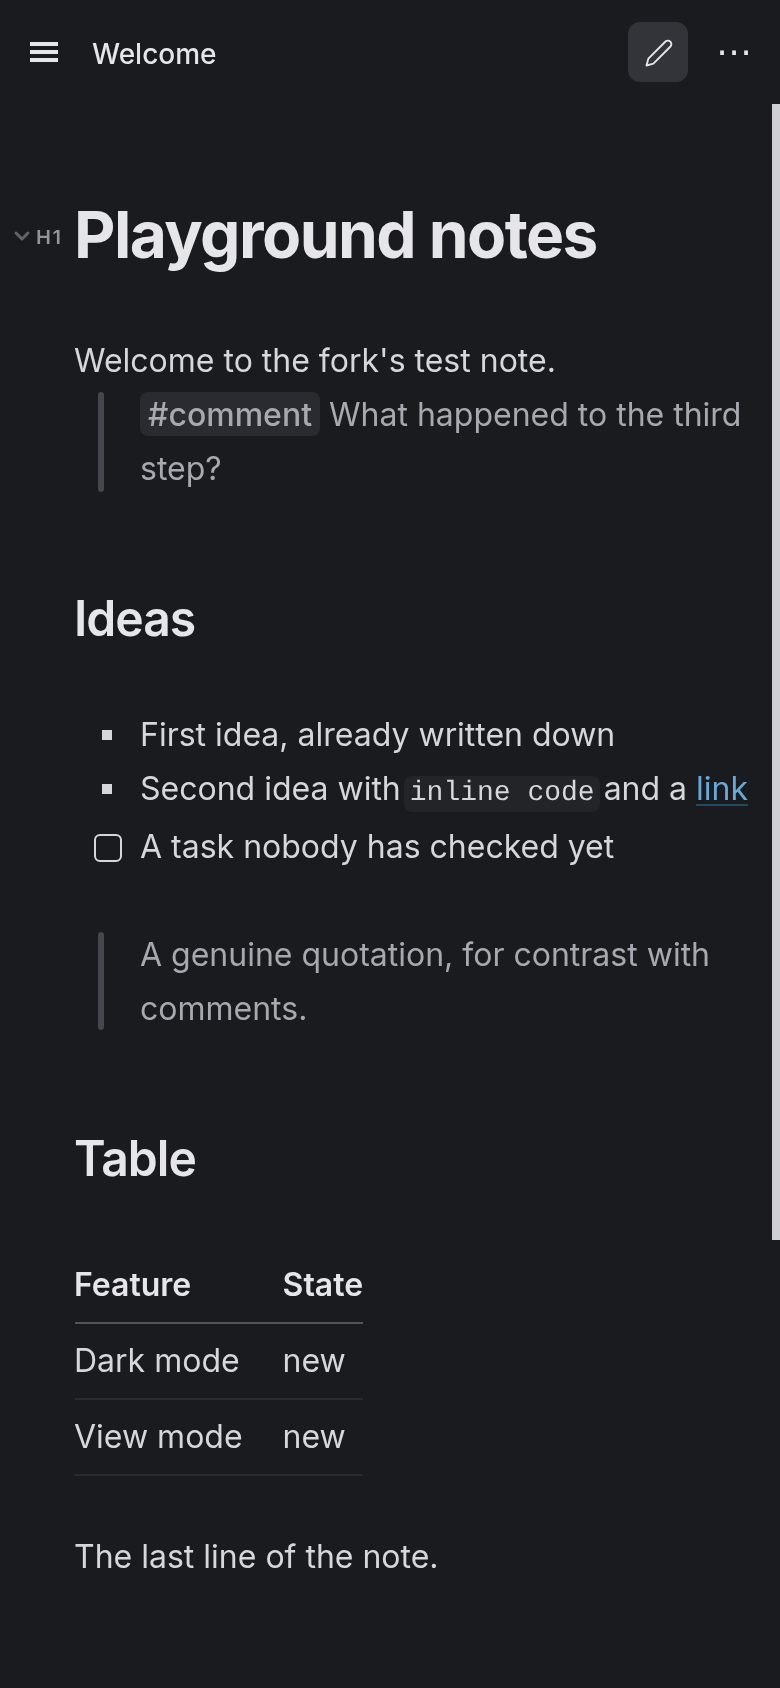 Welcome
H1 Playground notes
Welcome to the fork's test note.
#comment What happened to the third
step?
Ideas
First idea, already written down
Second idea with inline code and a link
A task nobody has checked yet
A genuine quotation, for contrast with
comments.
Table
Feature State
Dark mode new
View mode new
The last line of the note.